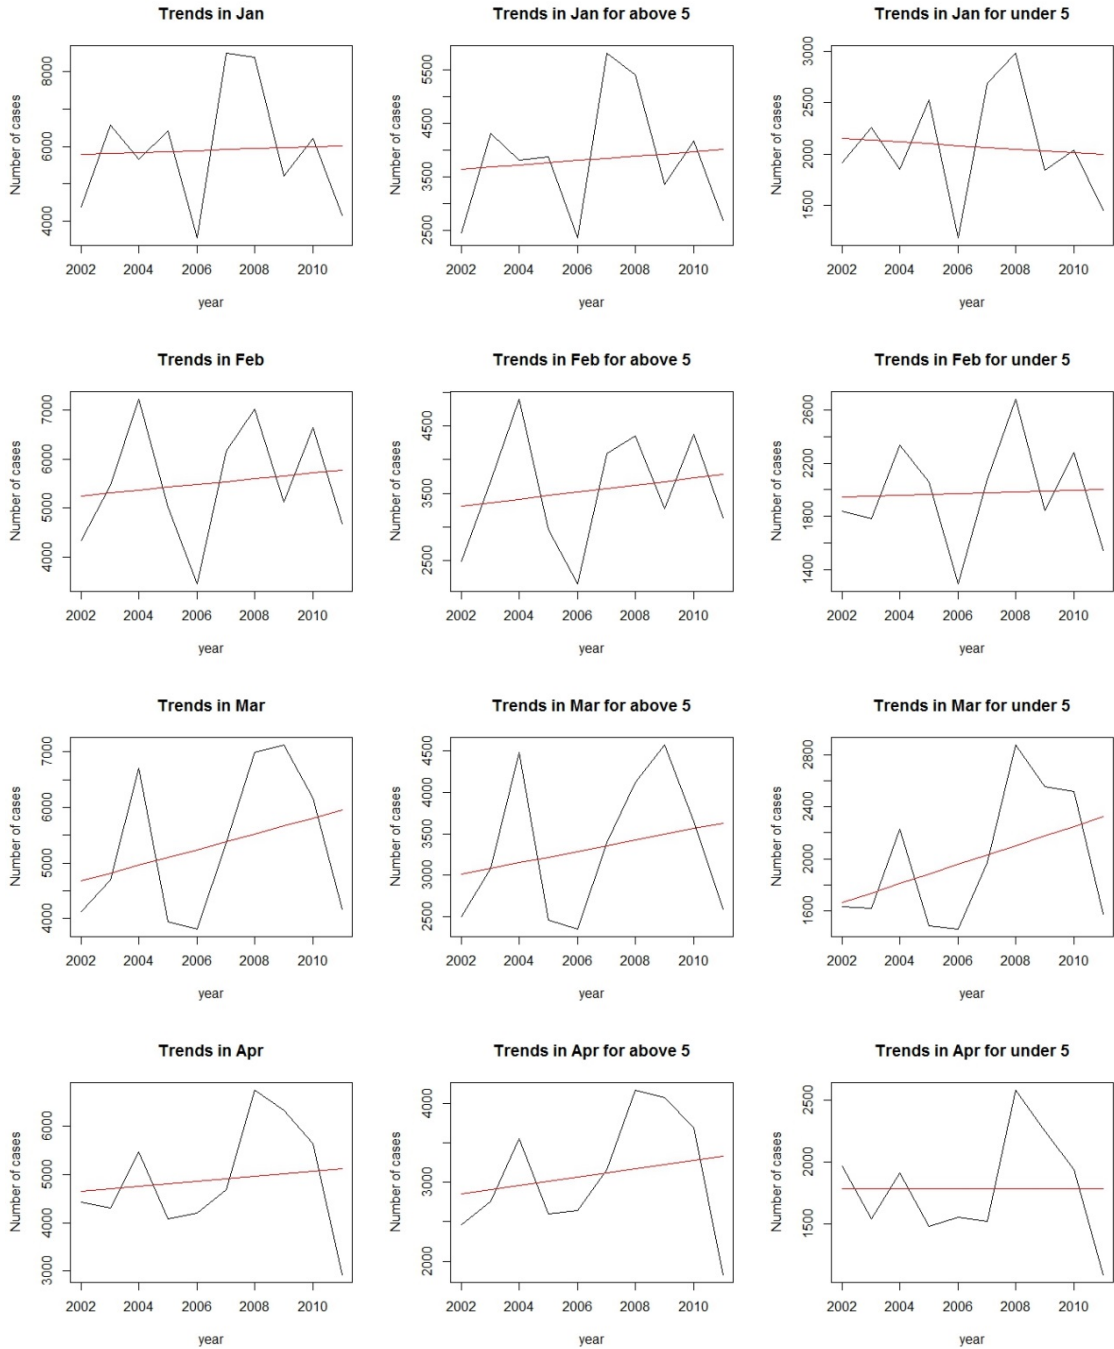 Trends in Jan
Number of cases
8000
6000
4000
2002 2004 2006 2008 2010
year
Trends in Jan for above 5
Number of cases
5500
4500
3500
2500
2002 2004 2006 2008 2010
year
Trends in Jan for under 5
Number of cases
3000
2500
2000
1500
2002 2004 2006 2008 2010
year
Trends in Feb
Number of cases
7000
6000
5000
4000
2002 2004 2006 2008 2010
year
Trends in Feb for above 5
Number of cases
4500
3500
2500
2002 2004 2006 2008 2010
year
Trends in Feb for under 5
Number of cases
2600
2200
1800
1400
2002 2004 2006 2008 2010
year
Trends in Mar
Number of cases
7000
6000
5000
4000
2002 2004 2006 2008 2010
year
Trends in Mar for above 5
Number of cases
4500
4000
3500
3000
2500
2002 2004 2006 2008 2010
year
Trends in Mar for under 5
Number of cases
2800
2400
2000
1600
2002 2004 2006 2008 2010
year
Trends in Apr
Number of cases
6000
5000
4000
3000
2002 2004 2006 2008 2010
year
Trends in Apr for above 5
Number of cases
4000
3000
2000
2002 2004 2006 2008 2010
year
Trends in Apr for under 5
Number of cases
2500
2000
1500
2002 2004 2006 2008 2010
year